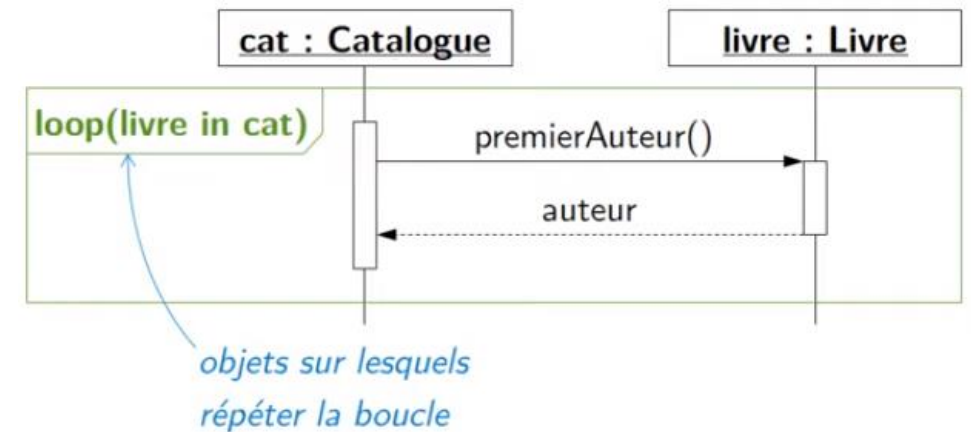 cat : Catalogue
livre : Livre
loop(livre in cat)
premierAuteur()
auteur
objets sur lesquels
répéter la boucle